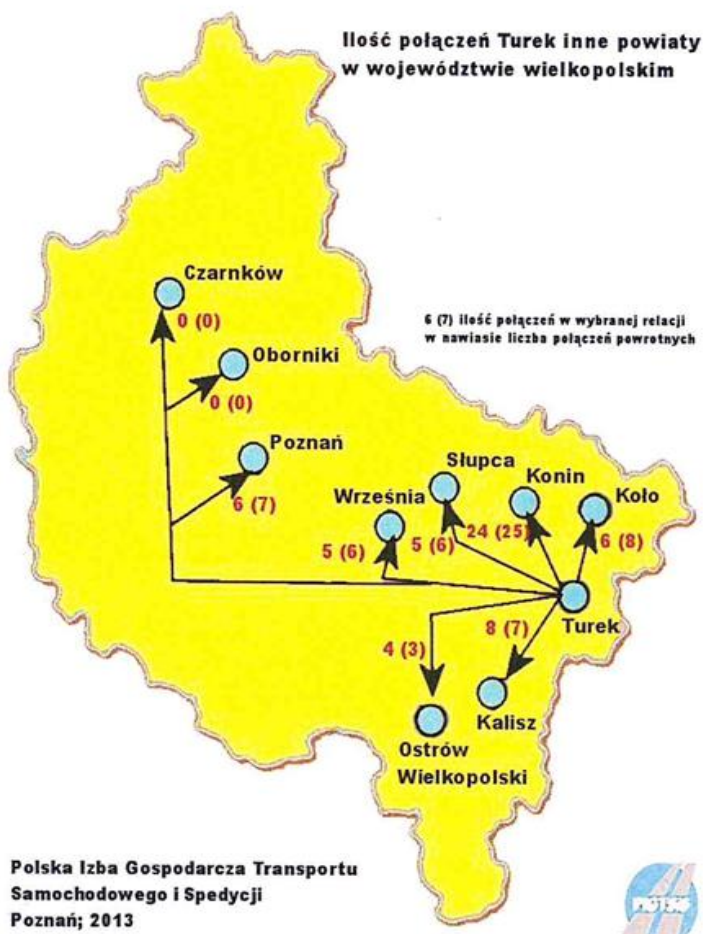 Ilość połączeń Turek inne powiaty
w województwie wielkopolskim
Czarnków
0 (0)
6 (7) ilość połączeń w wybranej relacji
w nawiasie liczba połączeń powrotnych
Oborniki
0 (0)
Poznań
6 (7)
Słupca
Konin
Koło
Września
5 (6)
5 (6)
24 (25)
6 (8)
Turek
8 (7)
4 (3)
Kalisz
Ostrów
Wielkopolski
Polska Izba Gospodarcza Transportu
Samochodowego i Spedycji
Poznań; 2013